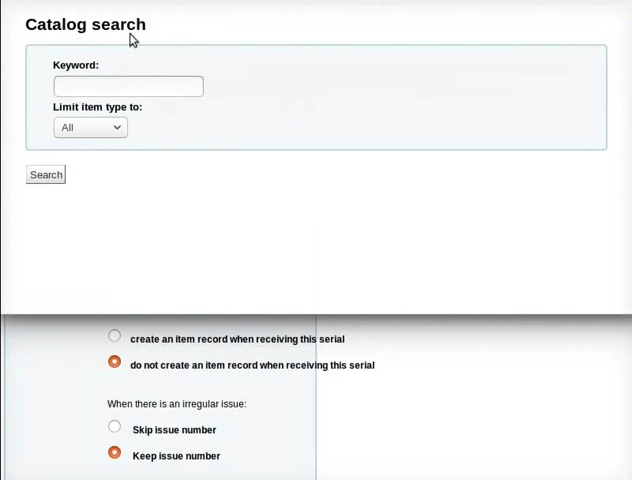 Catalog search
Keyword:
Limit item type to:
All
Search
create an item record when receiving this serial
do not create an item record when receiving this serial
When there is an irregular issue:
Skip issue number
Keep issue number